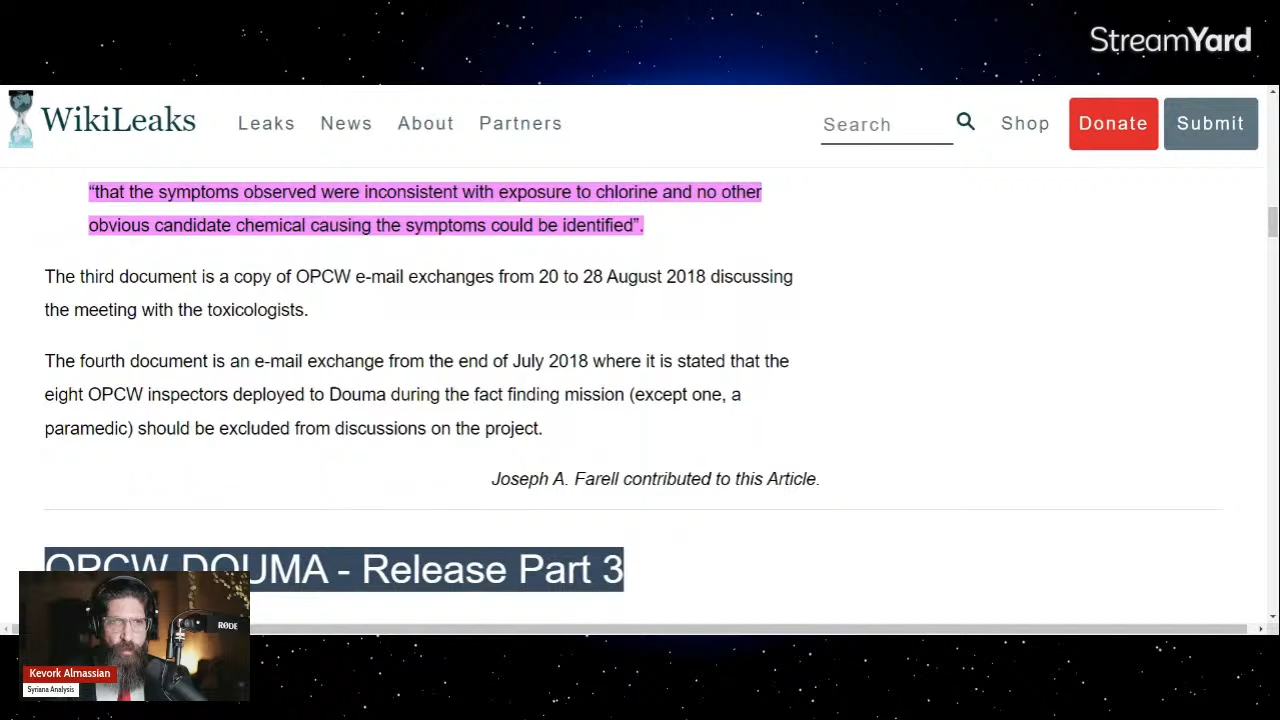 StreamYard
WikiLeaks
Leaks News About Partners
Search
Shop
Donate
Submit
“that the symptoms observed were inconsistent with exposure to chlorine and no other
obvious candidate chemical causing the symptoms could be identified”.
The third document is a copy of OPCW e-mail exchanges from 20 to 28 August 2018 discussing
the meeting with the toxicologists.
The fourth document is an e-mail exchange from the end of July 2018 where it is stated that the
eight OPCW inspectors deployed to Douma during the fact finding mission (except one, a
paramedic) should be excluded from discussions on the project.
Joseph A. Farell contributed to this Article.
OPCW DOUMA - Release Part 3
RØDE
Kevork Almassian
Syriana Analysis